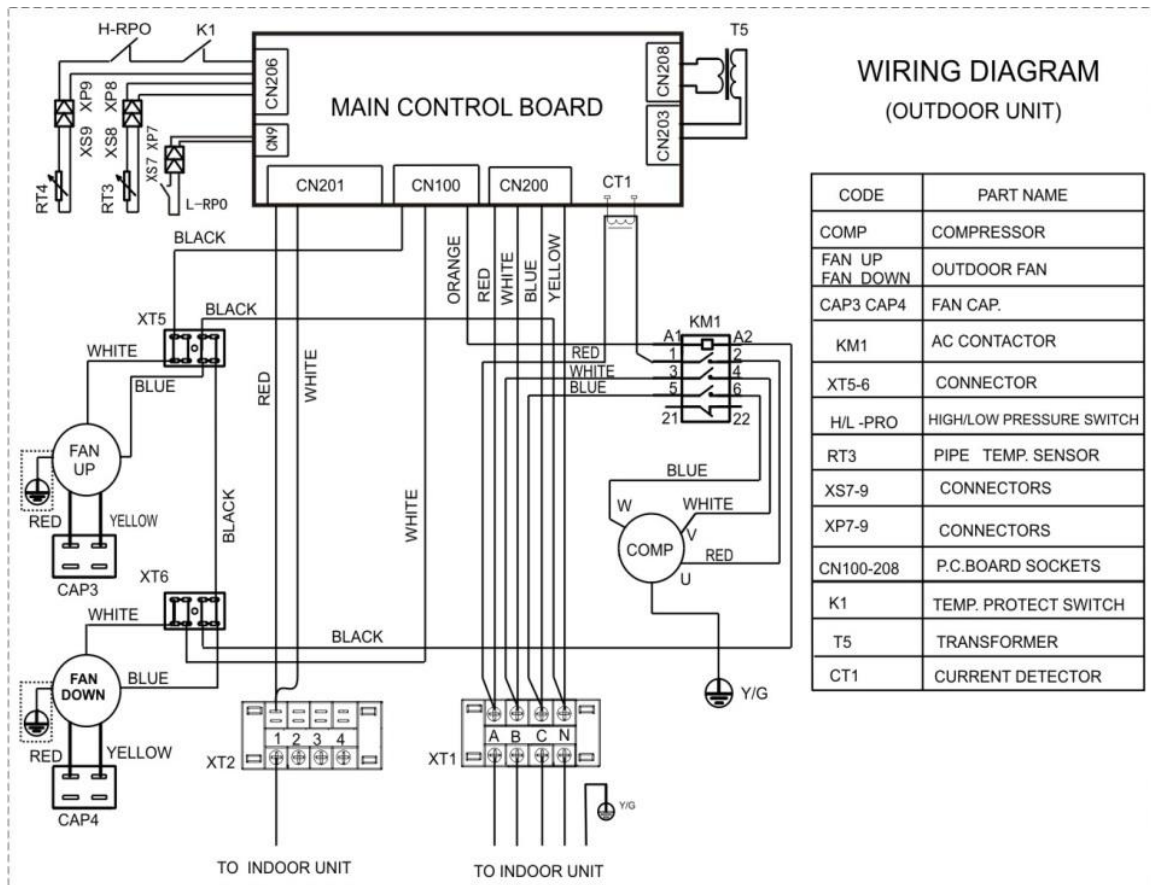 H-RPO K1
T5
CN206
CN208
MAIN CONTROL BOARD
WIRING DIAGRAM
(OUTDOOR UNIT)
XP9
XP8
XS9
XS8
XP7
XS7
CN9
CN203
CN201
CN100
CN200
CT1
RT4
RT3
L-RPO
BLACK
ORANGE
RED
WHITE
BLUE
YELLOW
XT5
BLACK
KM1
A1 A2
WHITE
RED
1 2
WHITE
3 4
BLUE
5 6
BLUE
RED
WHITE
21 22
FAN
UP
BLUE
W
WHITE
V
COMP
RED
U
RED
YELLOW
BLACK
WHITE
CAP3
XT6
WHITE
BLACK
FAN
DOWN
BLUE
Y/G
RED
YELLOW
XT2
1 2 3 4
XT1
A B C N
CAP4
Y/G
TO INDOOR UNIT
TO INDOOR UNIT
CODE PART NAME
COMP COMPRESSOR
FAN UP
FAN DOWN
OUTDOOR FAN
CAP3 CAP4 FAN CAP.
KM1 AC CONTACTOR
XT5-6 CONNECTOR
H/L -PRO HIGH/LOW PRESSURE SWITCH
RT3 PIPE TEMP. SENSOR
XS7-9 CONNECTORS
XP7-9 CONNECTORS
CN100-208 P.C.BOARD SOCKETS
K1 TEMP. PROTECT SWITCH
T5 TRANSFORMER
CT1 CURRENT DETECTOR